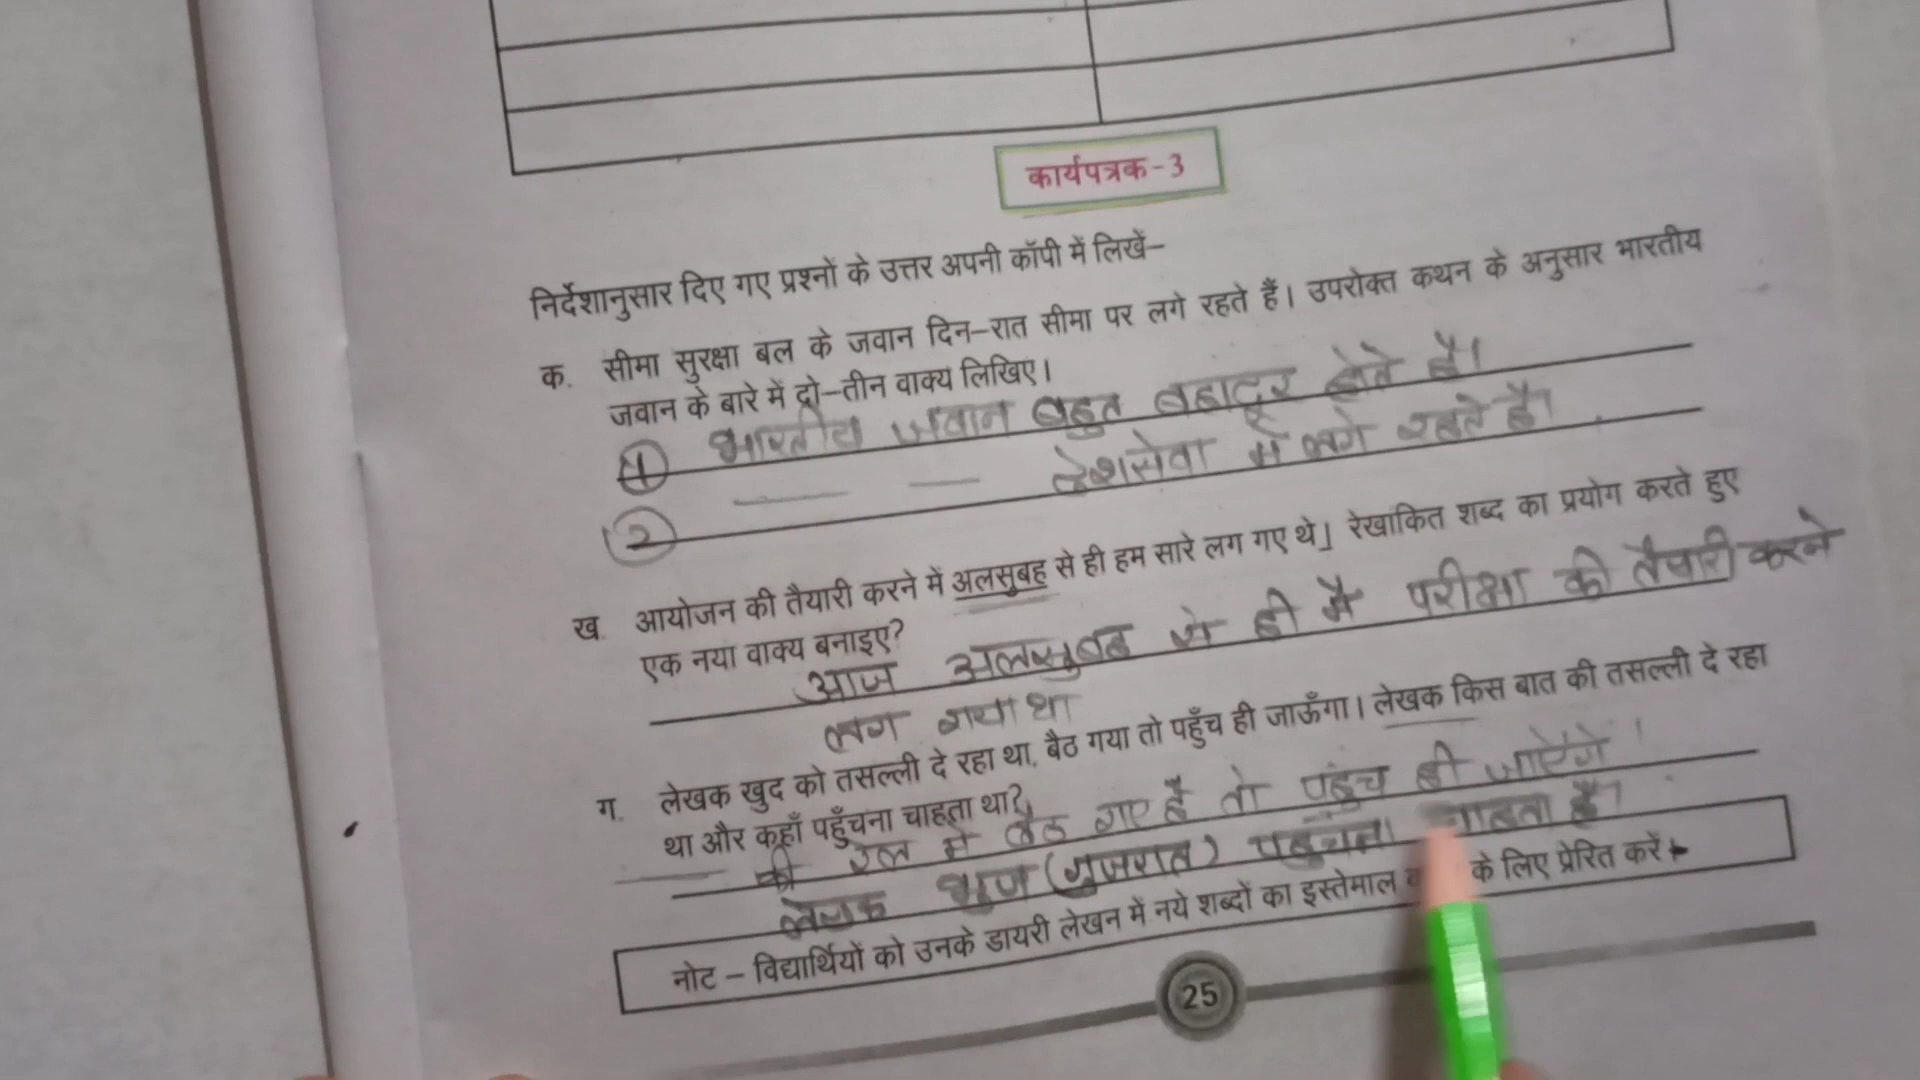 कार्यपत्रक-3
निर्देशानुसार दिए गए प्रश्नों के उत्तर अपनी कॉपी में लिखें–
क. सीमा सुरक्षा बल के जवान दिन–रात सीमा पर लगे रहते हैं। उपरोक्त कथन के अनुसार भारतीय
जवान के बारे में दो–तीन वाक्य लिखिए।
1 भारतीय जवान बहुत बहादूर होते है।
2 देशसेवा में लगे रहते है।
ख. आयोजन की तैयारी करने में अलसुबह से ही हम सारे लग गए थे। रेखांकित शब्द का प्रयोग करते हुए
एक नया वाक्य बनाइए?
आज अलसुबह से ही मै परीक्षा की तैयारी करने
लग गया था
ग. लेखक खुद को तसल्ली दे रहा था, बैठ गया तो पहुँच ही जाऊँगा। लेखक किस बात की तसल्ली दे रहा
था और कहाँ पहुँचना चाहता था?
की रेल में बैठ गए है तो पहुंच ही जाऐंगे।
लेखक भूज (गुजरात) पहुंचना चाहता है।
नोट – विद्यार्थियों को उनके डायरी लेखन में नये शब्दों का इस्तेमाल के लिए प्रेरित करें।
25